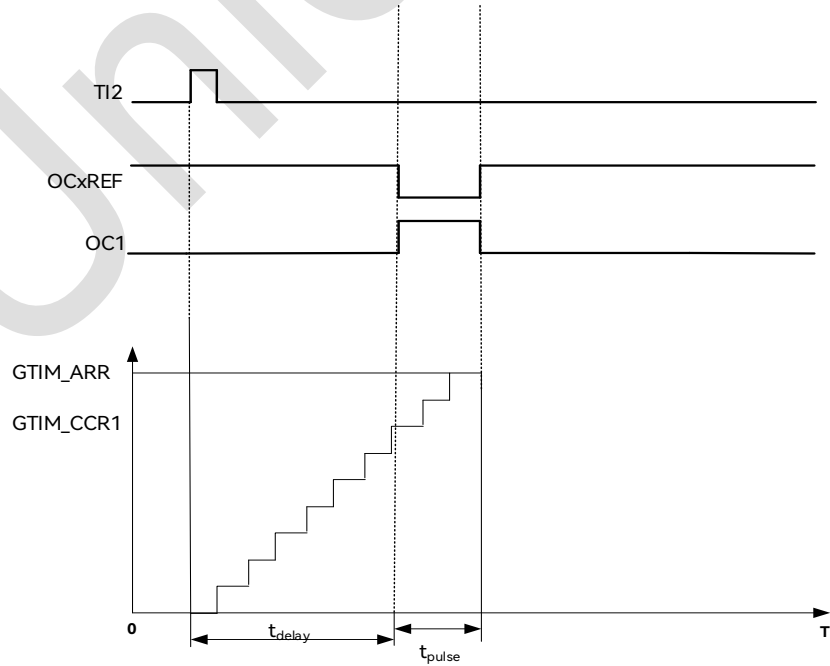 TI2
OCxREF
OC1
GTIM_ARR
GTIM_CCR1
0
T
tdelay
tpulse